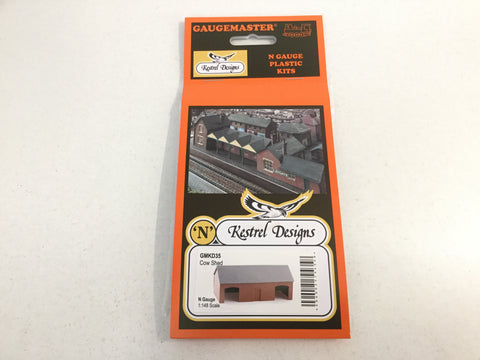 GAUGEMASTER®
Kestrel Designs
N GAUGE
PLASTIC
KITS
'N'
Kestrel Designs
GMKD35
Cow Shed
N Gauge
1:148 Scale